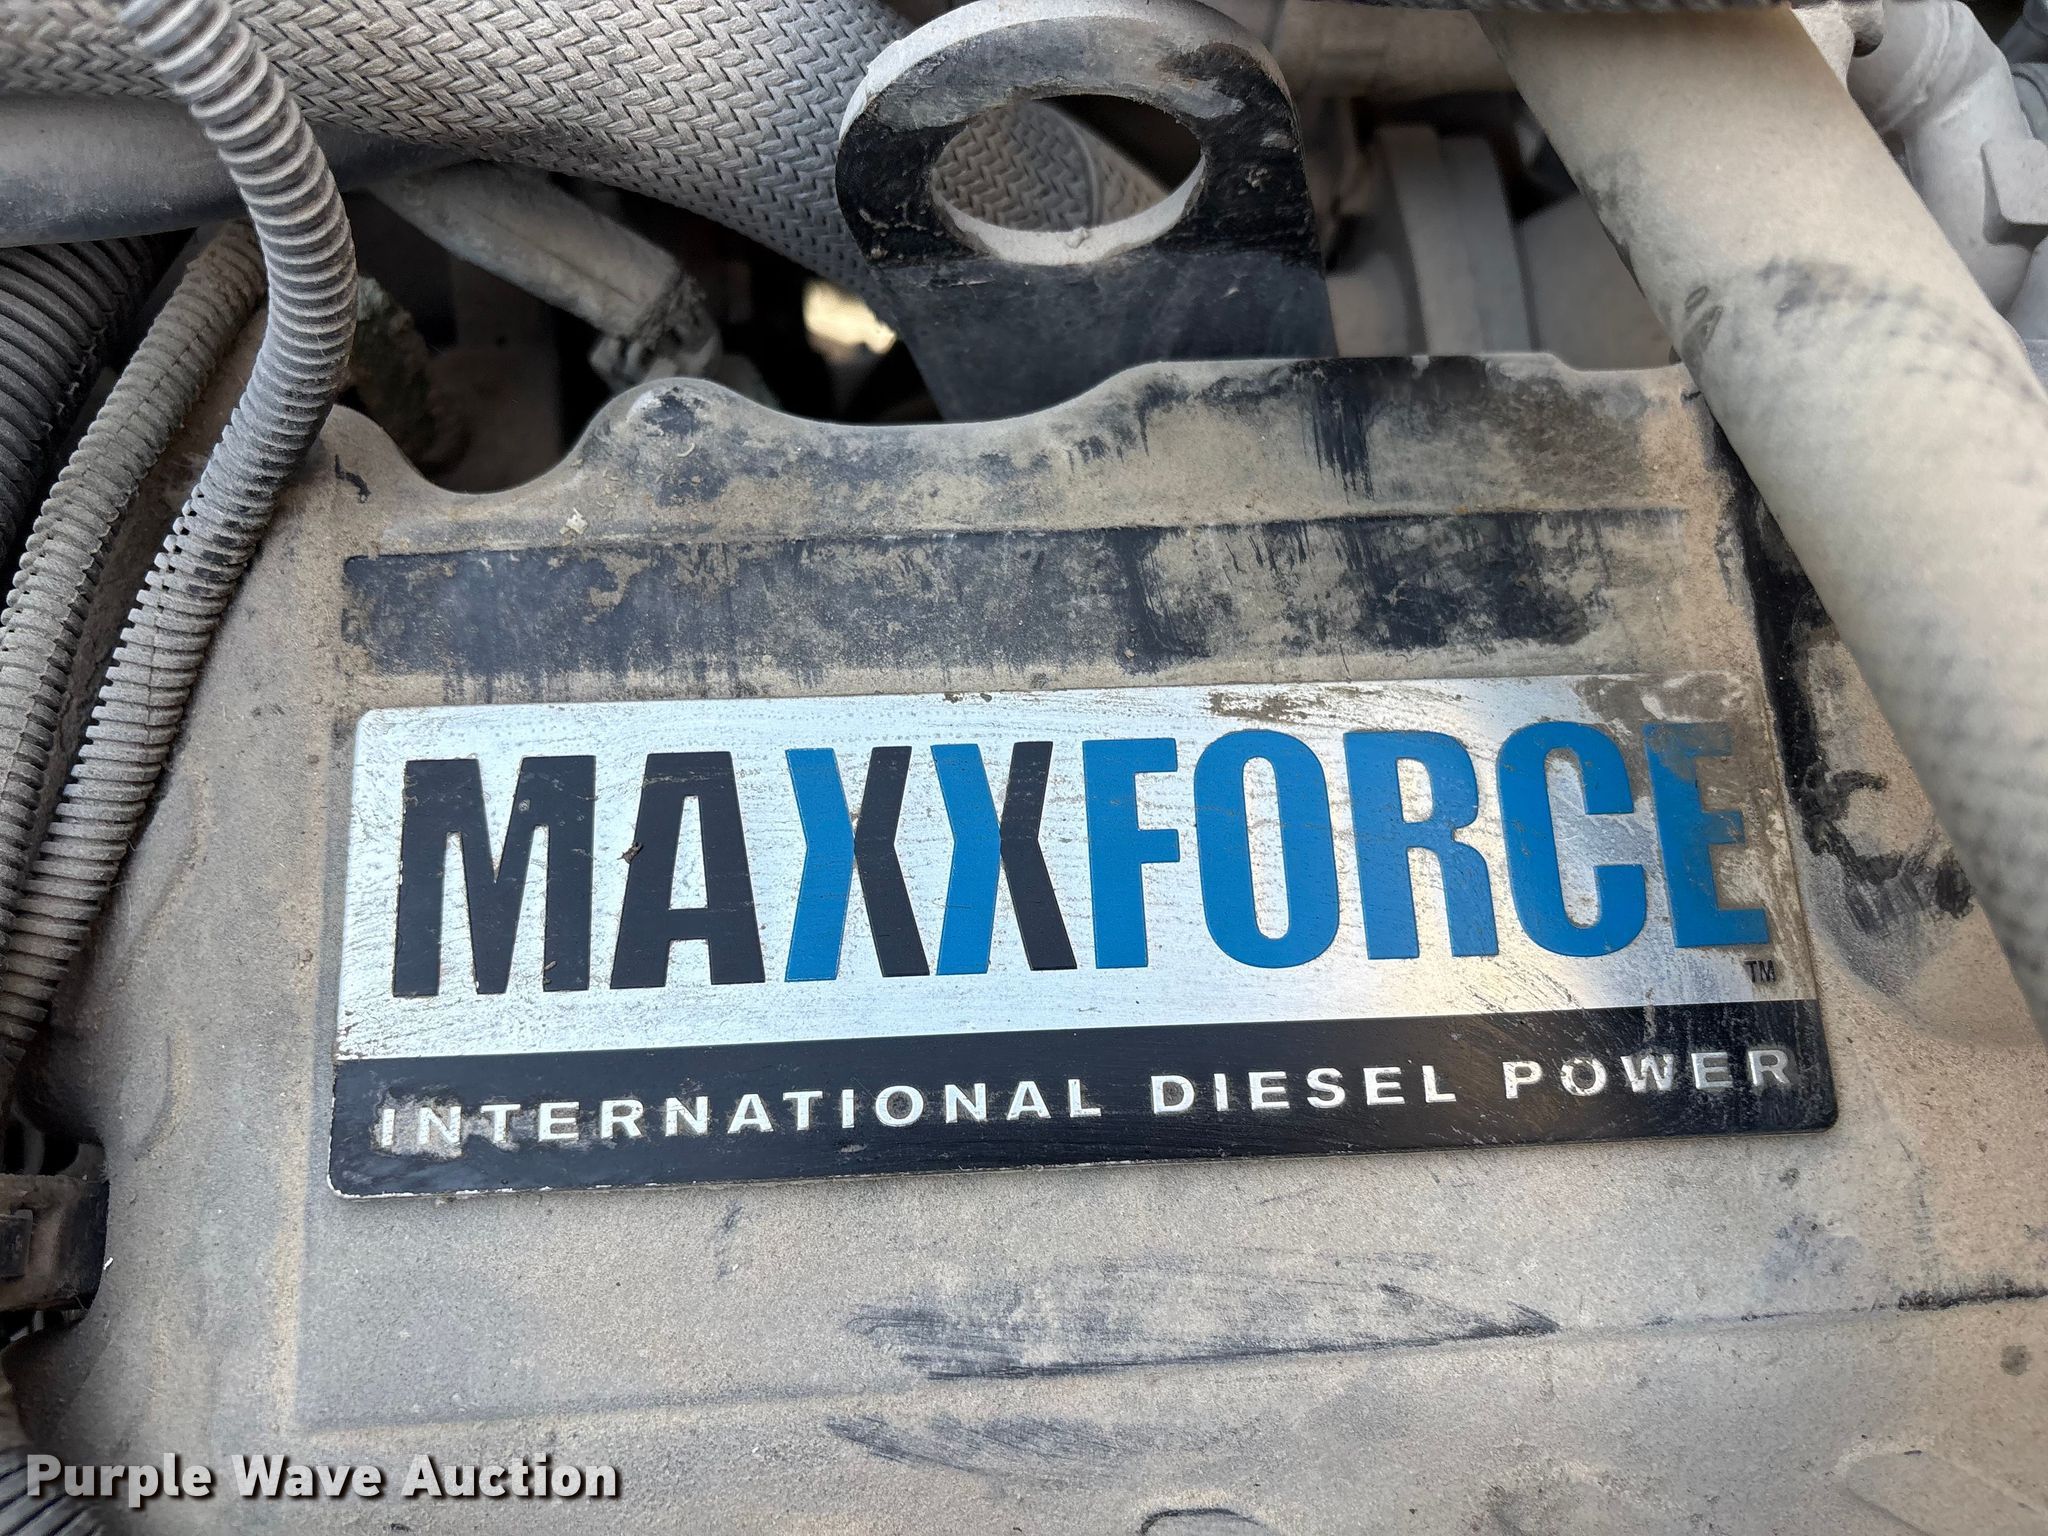 MAXXFORCE
TM
INTERNATIONAL DIESEL POWER
Purple Wave Auction